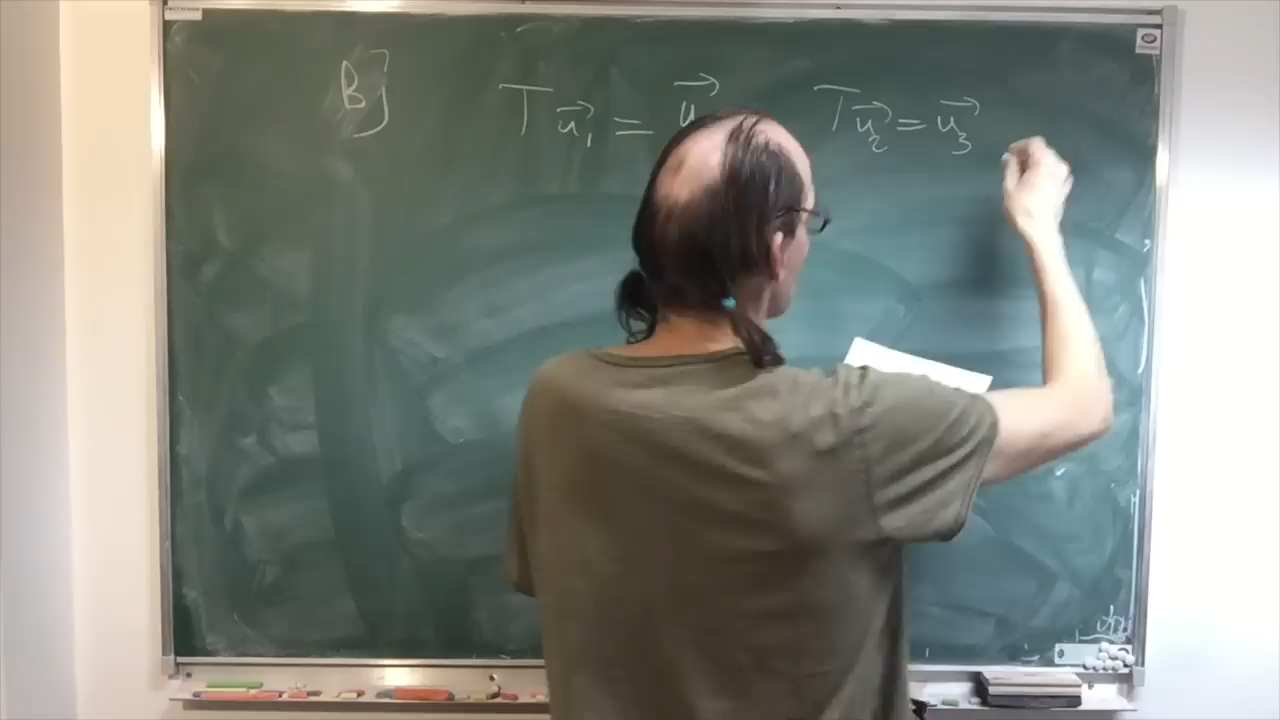 B] T u⃗₁ = u⃗ T u⃗₂ = u⃗₃